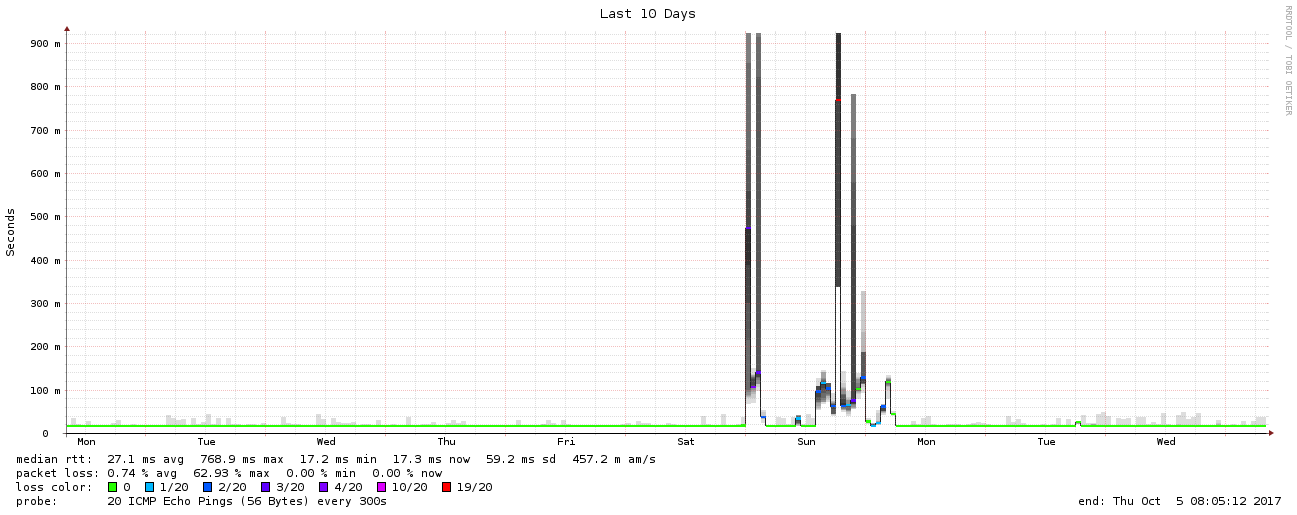 Last 10 Days
RRDTOOL / TOBI OETIKER
Seconds
900 m
800 m
700 m
600 m
500 m
400 m
300 m
200 m
100 m
0
Mon Tue Wed Thu Fri Sat Sun Mon Tue Wed
median rtt: 27.1 ms avg 768.9 ms max 17.2 ms min 17.3 ms now 59.2 ms sd 457.2 m am/s
packet loss: 0.74 % avg 62.93 % max 0.00 % min 0.00 % now
loss color: 0 1/20 2/20 3/20 4/20 10/20 19/20
probe: 20 ICMP Echo Pings (56 Bytes) every 300s end: Thu Oct 5 08:05:12 2017